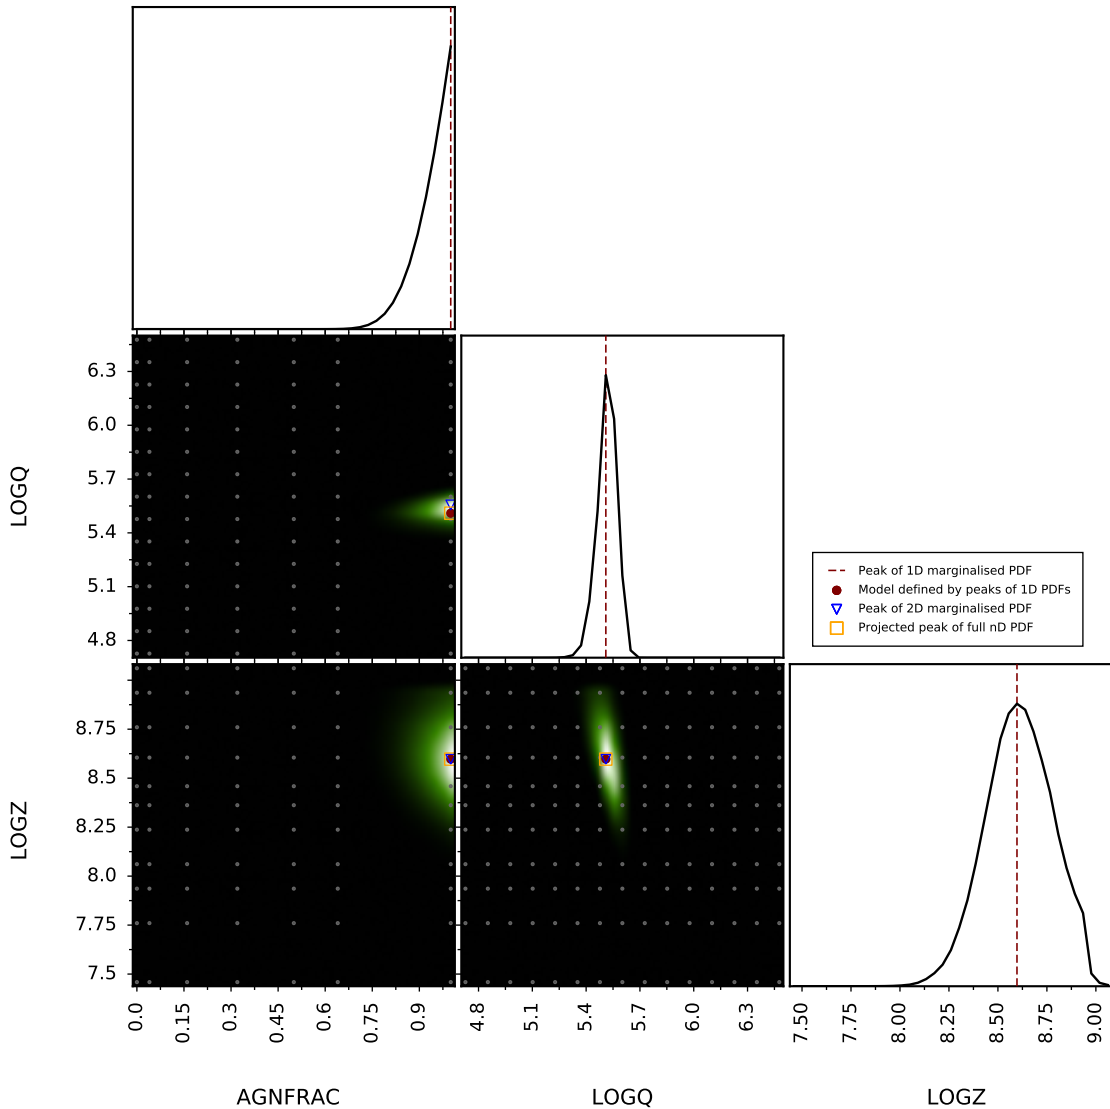 6.3
6.0
5.7
5.4
5.1
4.8
LOGQ
Peak of 1D marginalised PDF
Model defined by peaks of 1D PDFs
Peak of 2D marginalised PDF
Projected peak of full nD PDF
8.75
8.5
8.25
8.0
7.75
7.5
LOGZ
0.0 0.15 0.3 0.45 0.6 0.75 0.9 4.8 5.1 5.4 5.7 6.0 6.3 7.50 7.75 8.00 8.25 8.50 8.75 9.00
AGNFRAC LOGQ LOGZ